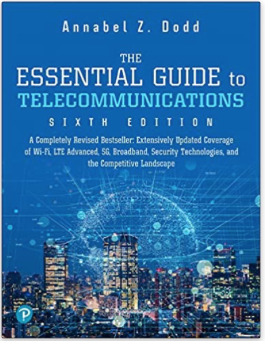 Annabel Z. Dodd
THE
ESSENTIAL GUIDE to
TELECOMMUNICATIONS
SIXTH EDITION
A Completely Revised Bestseller: Extensively Updated Coverage
of Wi-Fi, LTE Advanced, 5G, Broadband, Security Technologies, and
the Competitive Landscape
P